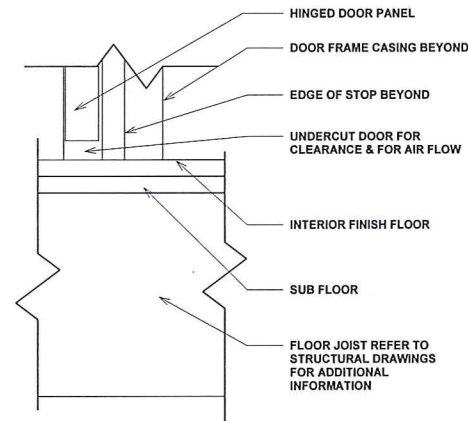 HINGED DOOR PANEL
DOOR FRAME CASING BEYOND
EDGE OF STOP BEYOND
UNDERCUT DOOR FOR
CLEARANCE & FOR AIR FLOW
INTERIOR FINISH FLOOR
SUB FLOOR
FLOOR JOIST REFER TO
STRUCTURAL DRAWINGS
FOR ADDITIONAL
INFORMATION